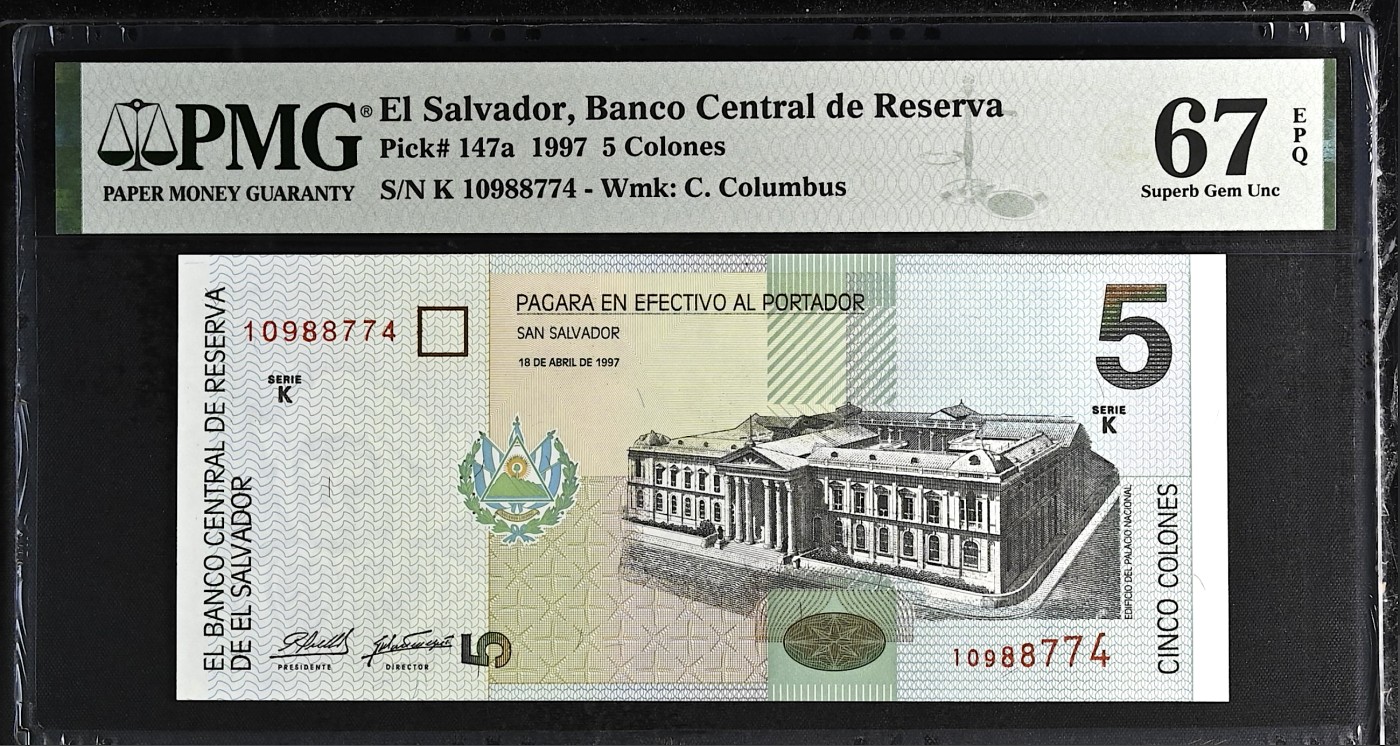 PMG®
PAPER MONEY GUARANTY
El Salvador, Banco Central de Reserva
Pick# 147a 1997 5 Colones
S/N K 10988774 - Wmk: C. Columbus
67
EPQ
Superb Gem Unc
EL BANCO CENTRAL DE RESERVA
DE EL SALVADOR
10988774
SERIE
K
PAGARA EN EFECTIVO AL PORTADOR
SAN SALVADOR
18 DE ABRIL DE 1997
5
SERIE
K
EDIFICIO DEL PALACIO NACIONAL
CINCO COLONES
PRESIDENTE
DIRECTOR
5
10988774